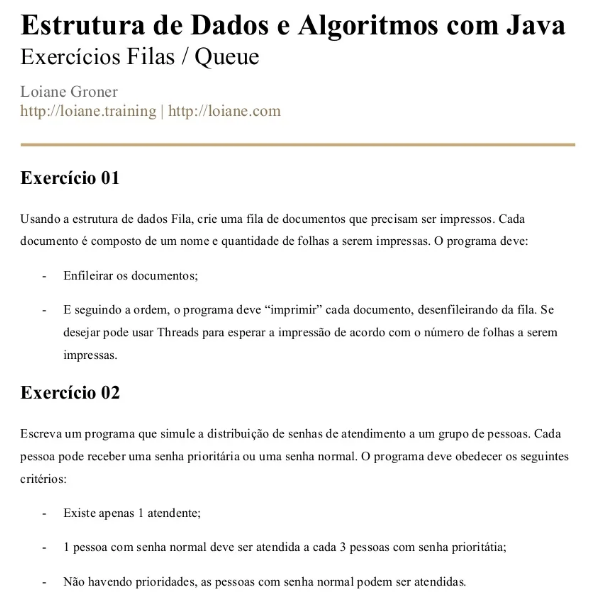 Estrutura de Dados e Algoritmos com Java
Exercícios Filas / Queue
Loiane Groner
http://loiane.training | http://loiane.com
Exercício 01
Usando a estrutura de dados Fila, crie uma fila de documentos que precisam ser impressos. Cada
documento é composto de um nome e quantidade de folhas a serem impressas. O programa deve:
- Enfileirar os documentos;
- E seguindo a ordem, o programa deve “imprimir” cada documento, desenfileirando da fila. Se
desejar pode usar Threads para esperar a impressão de acordo com o número de folhas a serem
impressas.
Exercício 02
Escreva um programa que simule a distribuição de senhas de atendimento a um grupo de pessoas. Cada
pessoa pode receber uma senha prioritária ou uma senha normal. O programa deve obedecer os seguintes
critérios:
- Existe apenas 1 atendente;
- 1 pessoa com senha normal deve ser atendida a cada 3 pessoas com senha prioritátia;
- Não havendo prioridades, as pessoas com senha normal podem ser atendidas.